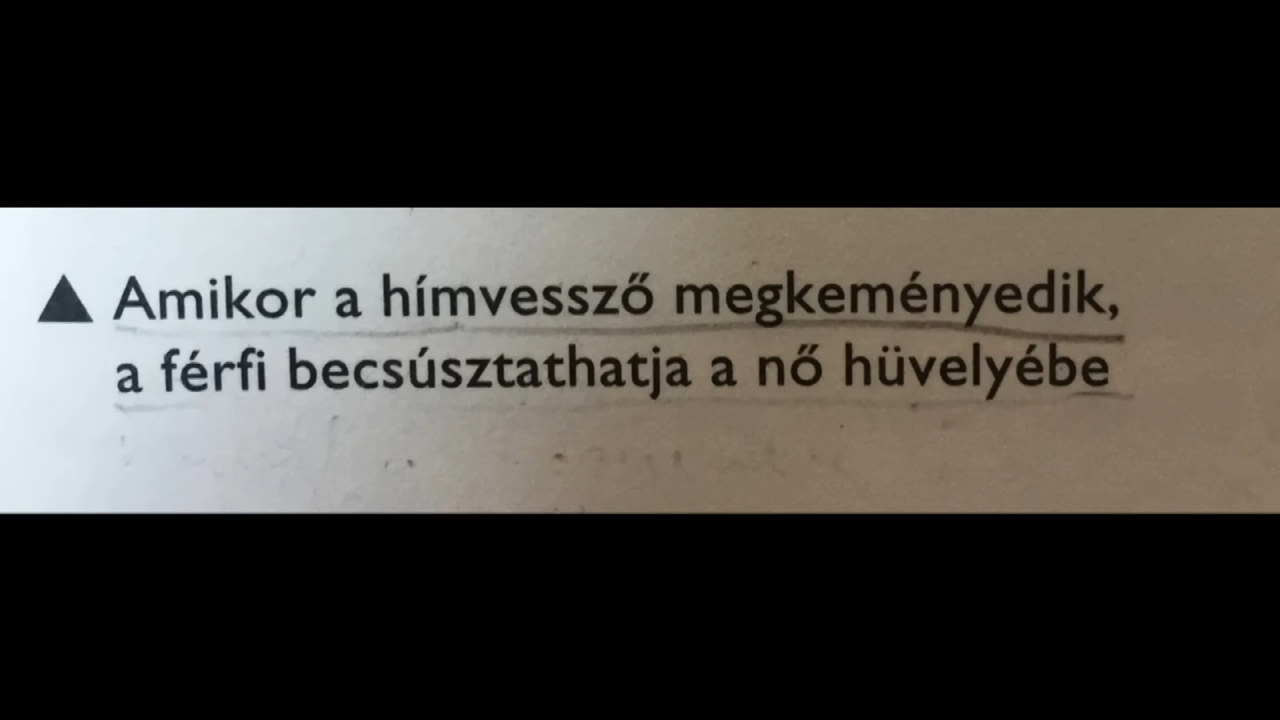 ▲ Amikor a hímvessző megkeményedik,
a férfi becsúsztathatja a nő hüvelyébe